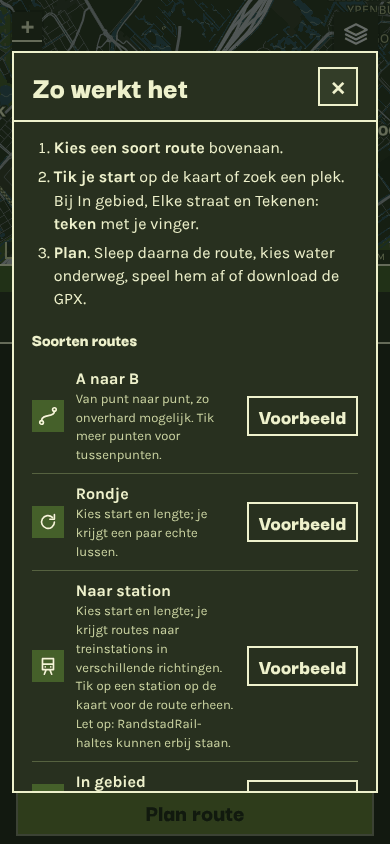 +
Zo werkt het
×
1. Kies een soort route bovenaan.
2. Tik je start op de kaart of zoek een plek.
Bij In gebied, Elke straat en Tekenen:
teken met je vinger.
3. Plan. Sleep daarna de route, kies water
onderweg, speel hem af of download de
GPX.
Soorten routes
A naar B
Van punt naar punt, zo
onverhard mogelijk. Tik
meer punten voor
tussenpunten.
Voorbeeld
Rondje
Kies start en lengte; je
krijgt een paar echte
lussen.
Voorbeeld
Naar station
Kies start en lengte; je
krijgt routes naar
treinstations in
verschillende richtingen.
Tik op een station op de
kaart voor de route erheen.
Let op: RandstadRail-
haltes kunnen erbij staan.
Voorbeeld
In gebied
Plan route